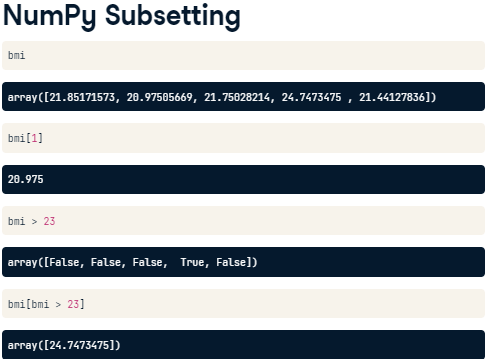 NumPy Subsetting
bmi
array([21.85171573, 20.97505669, 21.75028214, 24.7473475 , 21.44127836])
bmi[1]
20.975
bmi > 23
array([False, False, False,  True, False])
bmi[bmi > 23]
array([24.7473475])